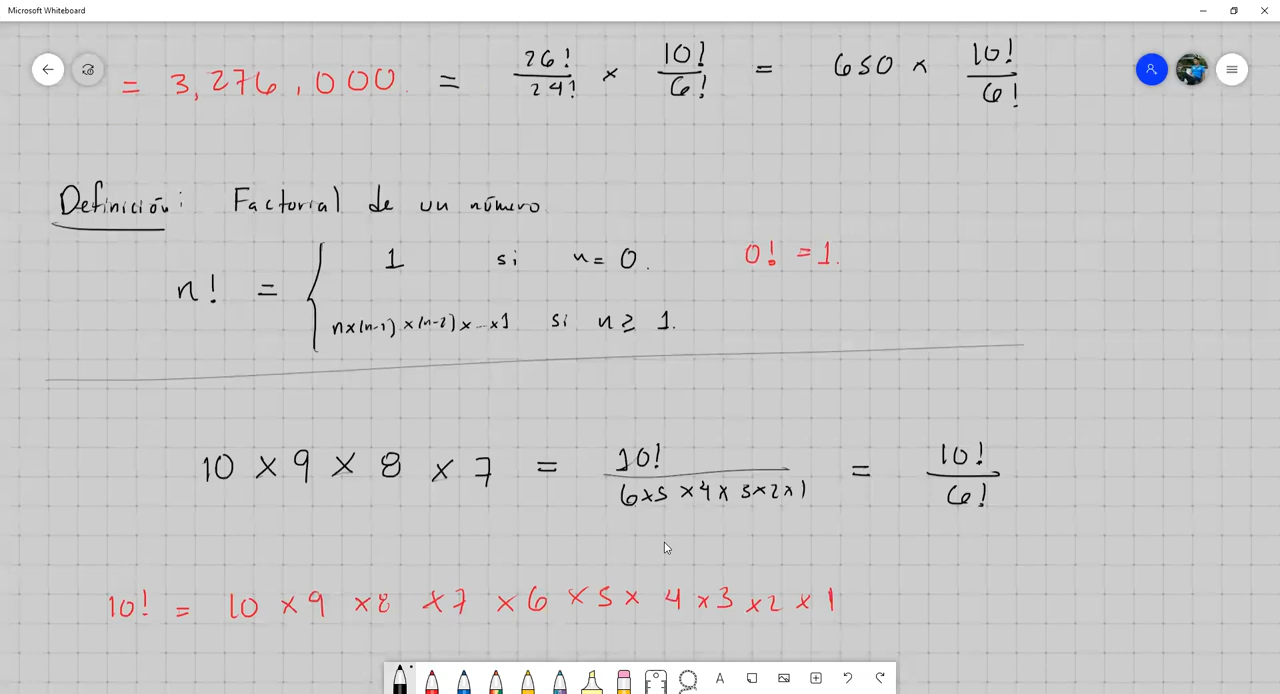 Microsoft Whiteboard
= 3,276,000 = 26!/24! × 10!/6! = 650 × 10!/6!
Definición: Factorial de un número
n! = { 1 si n = 0. 0! = 1.
n×(n-1)×(n-2)×...×1 si n ≥ 1.
10 × 9 × 8 × 7 = 10!/(6×5×4×3×2×1) = 10!/6!
10! = 10 × 9 × 8 × 7 × 6 × 5 × 4 × 3 × 2 × 1
A